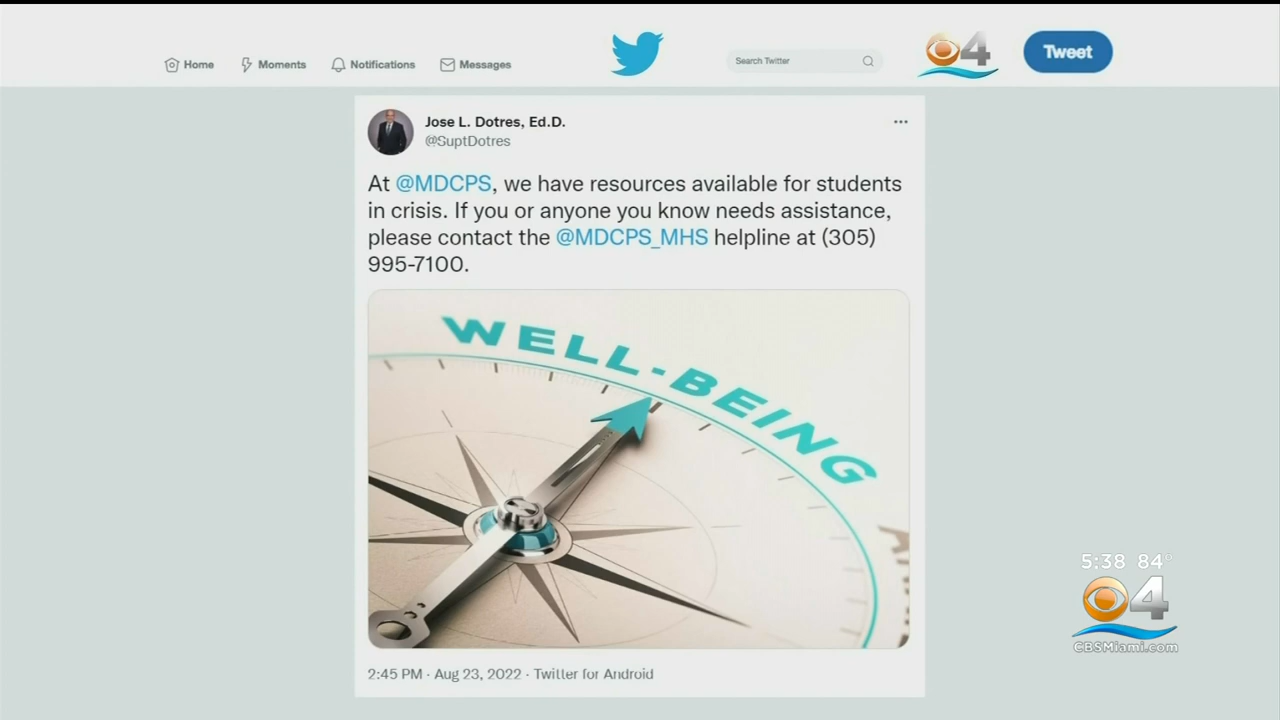 Home
Moments
Notifications
Messages
Search Twitter
4
Tweet
Jose L. Dotres, Ed.D.
@SuptDotres
At @MDCPS, we have resources available for students
in crisis. If you or anyone you know needs assistance,
please contact the @MDCPS_MHS helpline at (305)
995-7100.
WELL-BEING
2:45 PM · Aug 23, 2022 · Twitter for Android
5:38 84°
4
CBSMiami.com